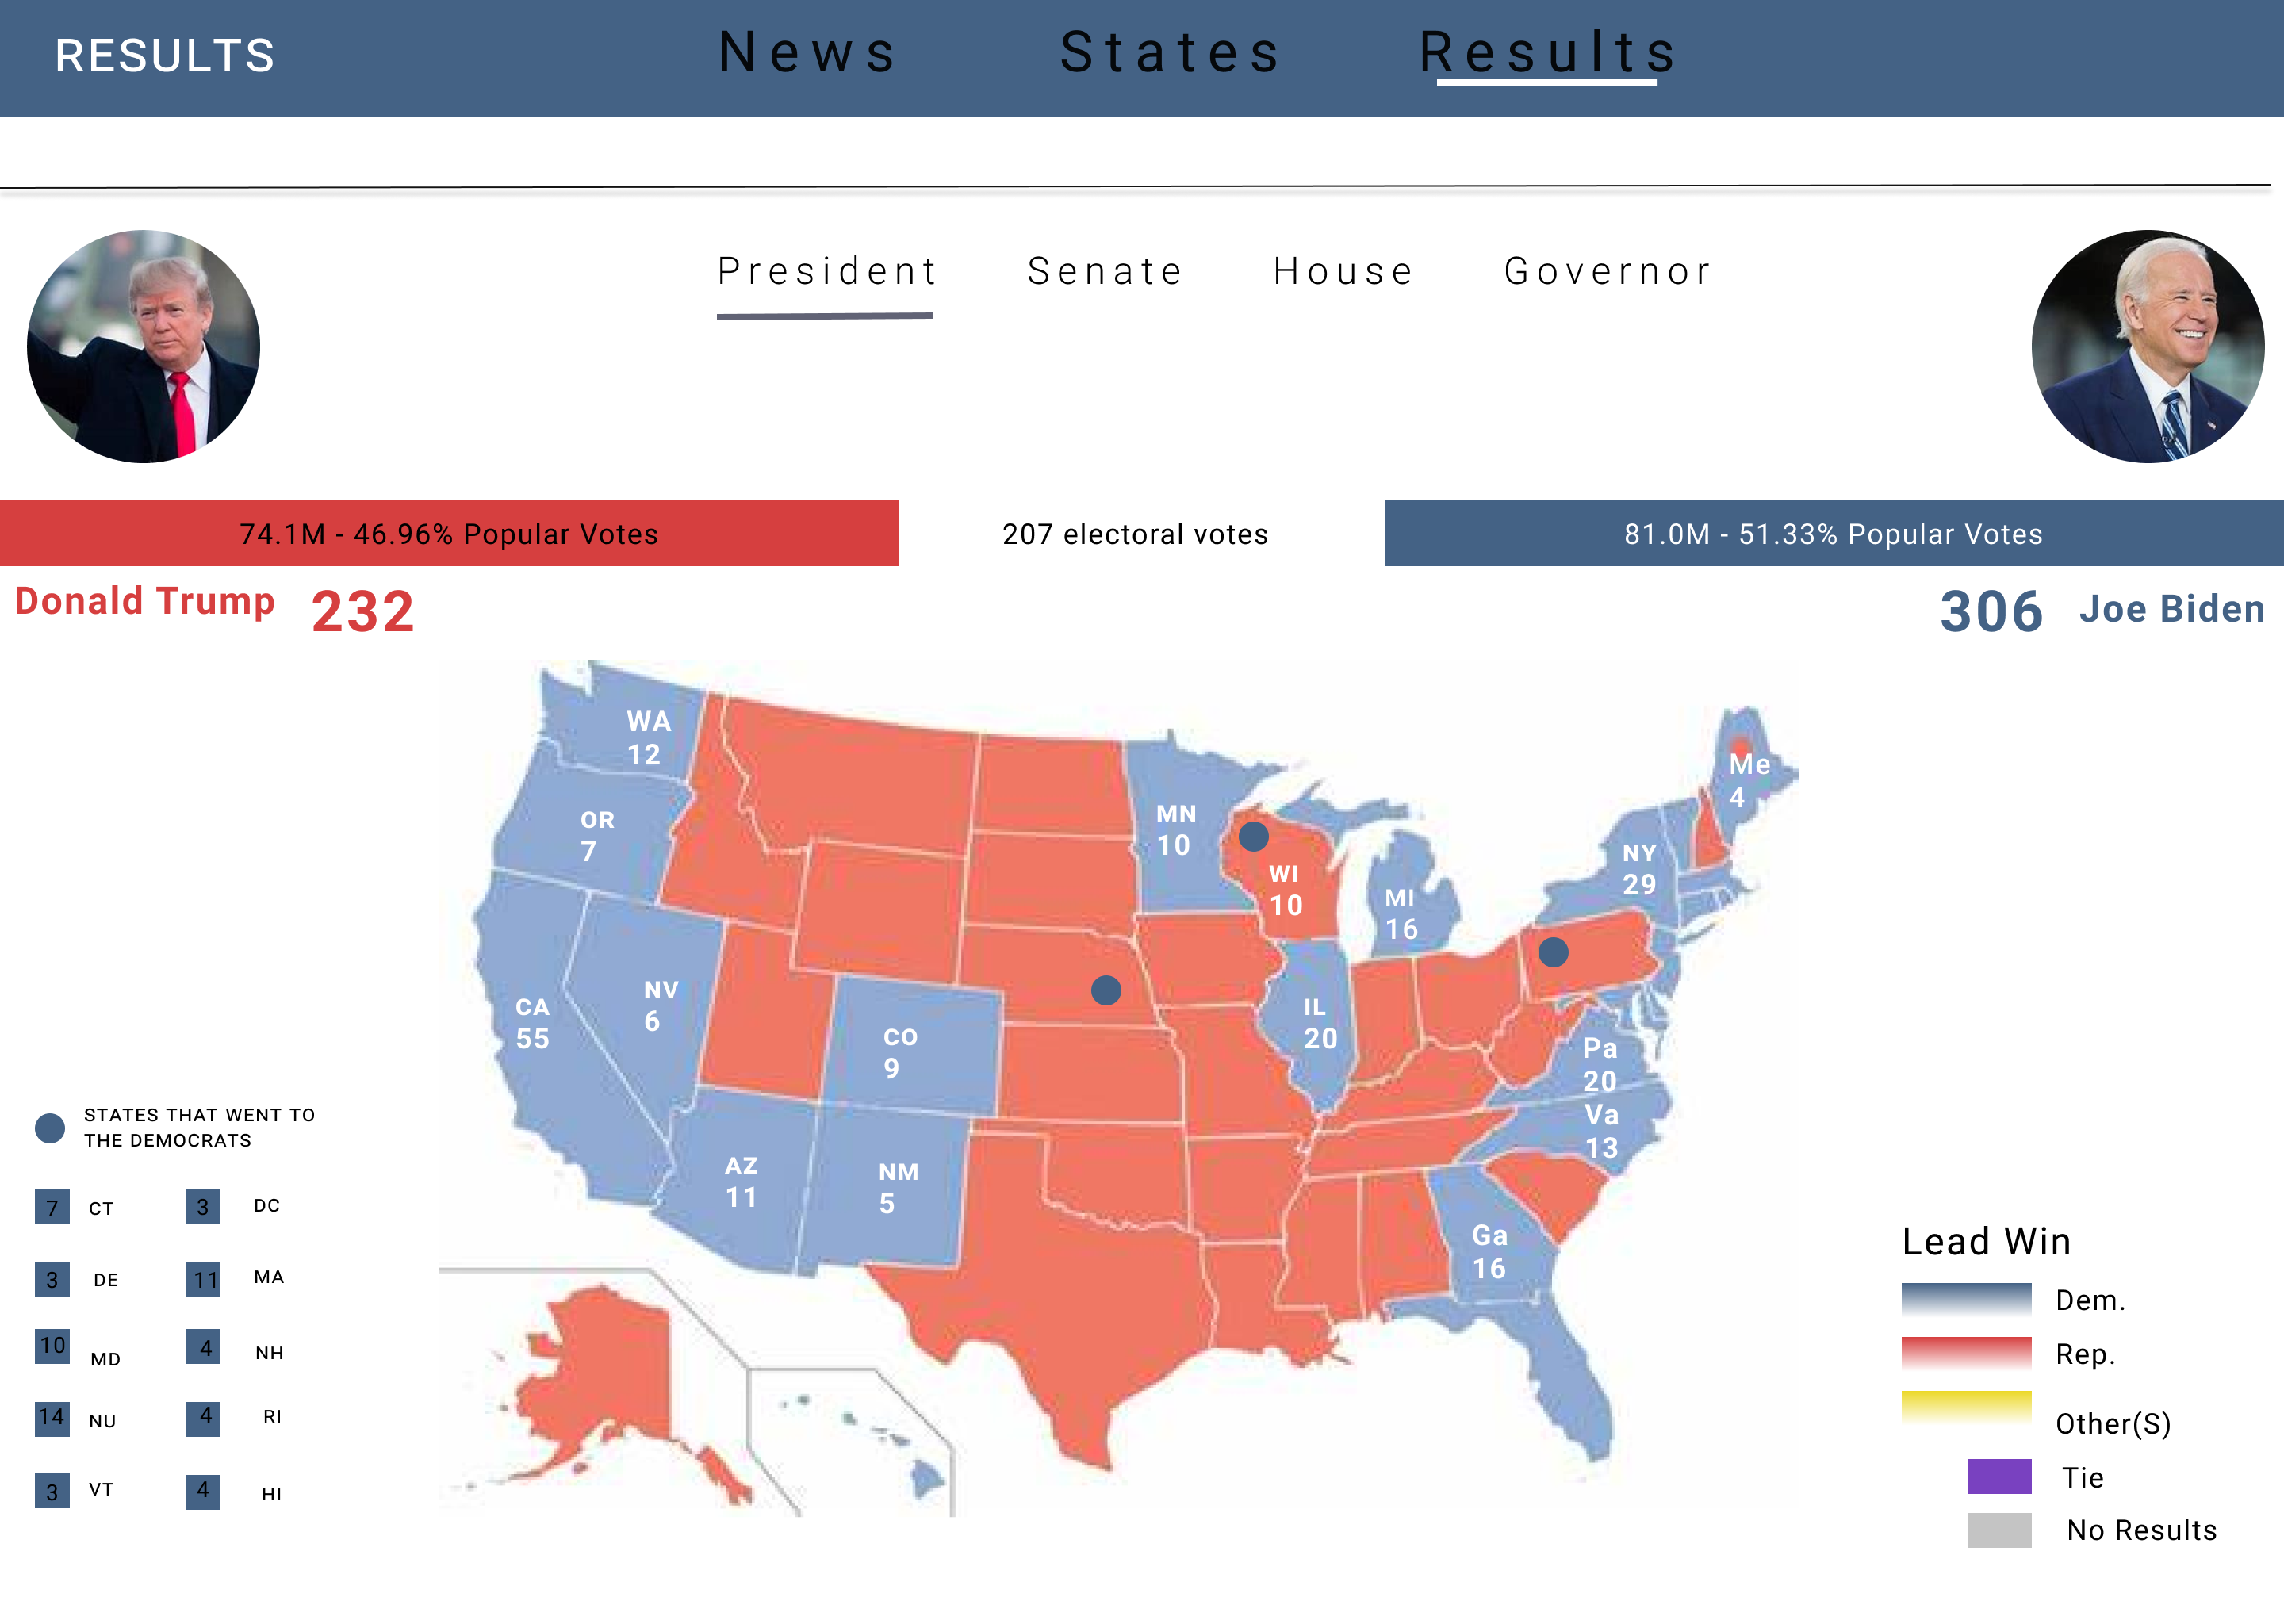 RESULTS
News States Results
President Senate House Governor
74.1M - 46.96% Popular Votes
207 electoral votes
81.0M - 51.33% Popular Votes
Donald Trump 232
306 Joe Biden
WA
12
OR
7
MN
10
WI
10
MI
16
NY
29
Me
4
CA
55
NV
6
CO
9
IL
20
Pa
20
Va
13
AZ
11
NM
5
Ga
16
STATES THAT WENT TO
THE DEMOCRATS
7 CT 3 DC
3 DE 11 MA
10 MD 4 NH
14 NU 4 RI
3 VT 4 HI
Lead Win
Dem.
Rep.
Other(S)
Tie
No Results